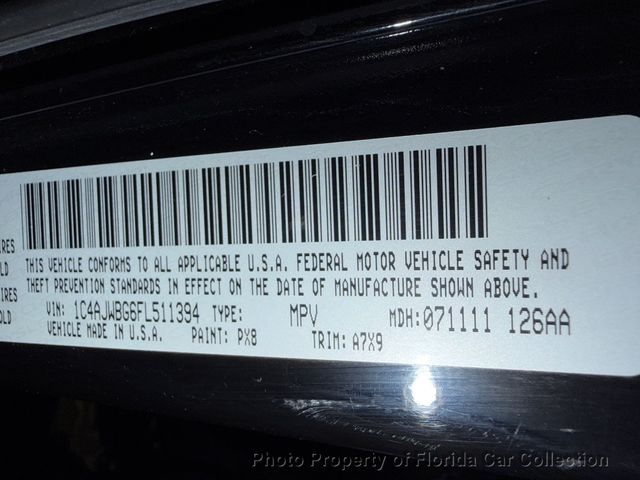 IRES
LD
IRES
OLD
THIS VEHICLE CONFORMS TO ALL APPLICABLE U.S.A. FEDERAL MOTOR VEHICLE SAFETY AND
THEFT PREVENTION STANDARDS IN EFFECT ON THE DATE OF MANUFACTURE SHOWN ABOVE.
VIN: 1C4AJWBG6FL511394 TYPE: MPV MDH:071111 126AA
VEHICLE MADE IN U.S.A. PAINT: PX8 TRIM: A7X9
Photo Property of Florida Car Collection